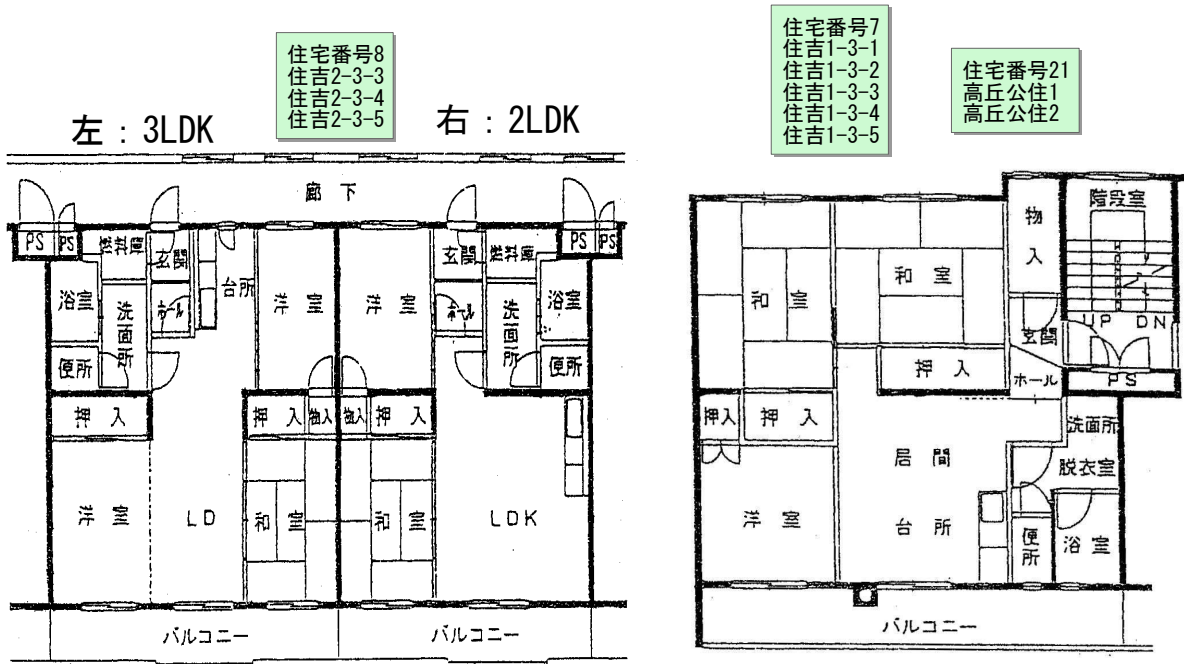 住宅番号8
住吉2-3-3
住吉2-3-4
住吉2-3-5
左：3LDK
右：2LDK
廊下
PS
PS
燃料庫
玄関
台所
洋室
洋室
玄関
燃料庫
PS
PS
浴室
洗面所
ホール
ホール
洗面所
浴室
便所
便所
押入
押入
物入
物入
押入
洋室
LD
和室
和室
LDK
バルコニー
バルコニー
住宅番号7
住吉1-3-1
住吉1-3-2
住吉1-3-3
住吉1-3-4
住吉1-3-5
住宅番号21
高丘公住1
高丘公住2
階段室
物入
和室
和室
玄関
UP
DN
押入
ホール
PS
押入
押入
洗面所
居間
脱衣室
洋室
台所
便所
浴室
バルコニー